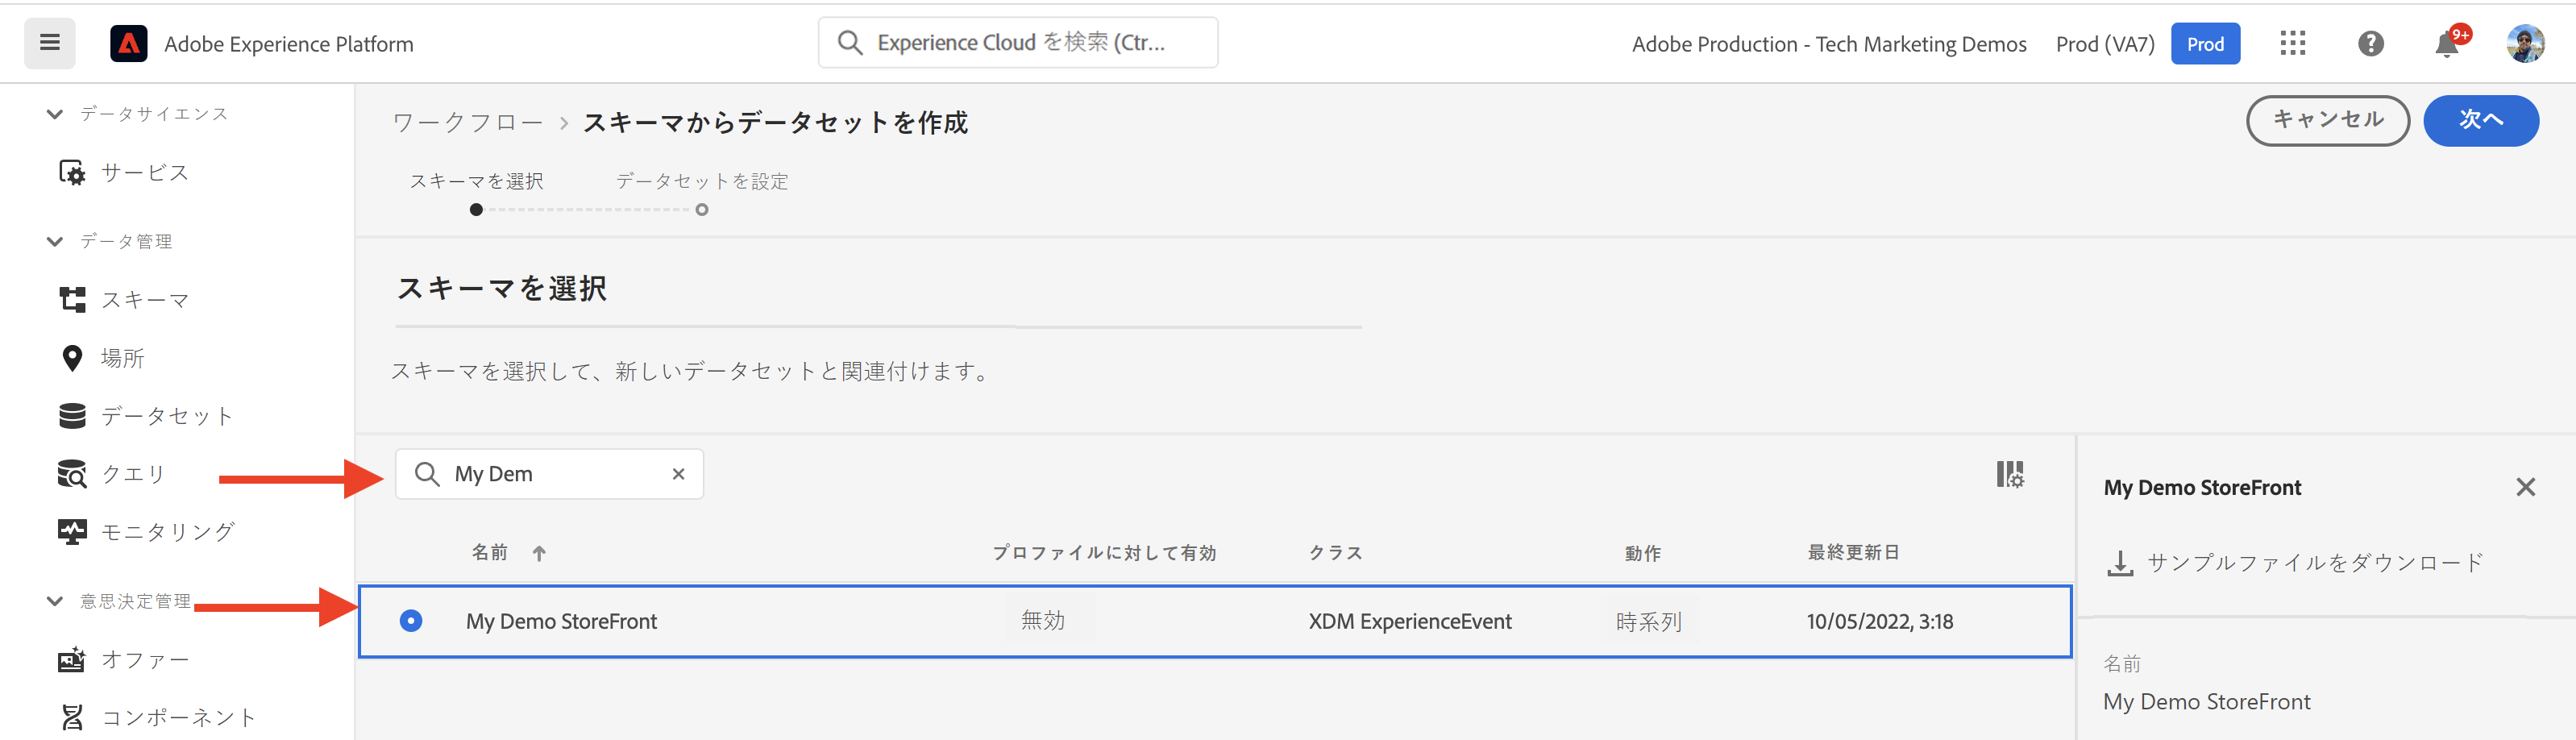 Adobe Experience Platform
Experience Cloud を検索 (Ctr...
Adobe Production - Tech Marketing Demos
Prod (VA7)
Prod
9+
データサイエンス
サービス
データ管理
スキーマ
場所
データセット
クエリ
モニタリング
意思決定管理
オファー
コンポーネント
ワークフロー > スキーマからデータセットを作成
キャンセル
次へ
スキーマを選択
データセットを設定
スキーマを選択
スキーマを選択して、新しいデータセットと関連付けます。
My Dem
名前
プロファイルに対して有効
クラス
動作
最終更新日
My Demo StoreFront
無効
XDM ExperienceEvent
時系列
10/05/2022, 3:18
My Demo StoreFront
サンプルファイルをダウンロード
名前
My Demo StoreFront